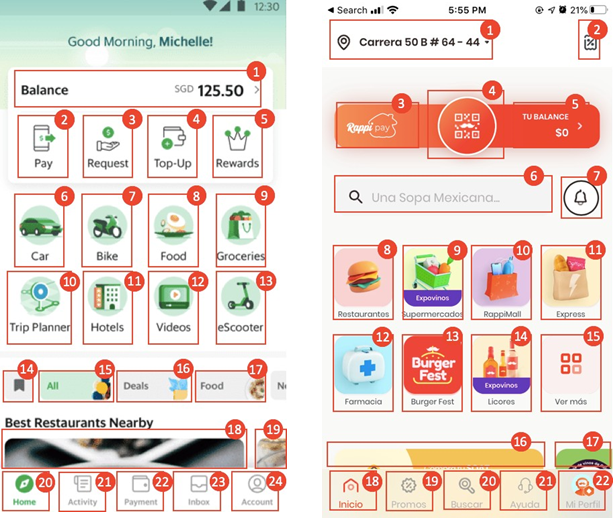 12:30
Good Morning, Michelle!
1
Balance SGD 125.50
2 3 4 5
Pay Request Top-Up Rewards
6 7 8 9
Car Bike Food Groceries
10 11 12 13
Trip Planner Hotels Videos eScooter
14 15 16 17
All Deals Food Ne
Best Restaurants Nearby
18 19
20 21 22 23 24
Home Activity Payment Inbox Account
Search 5:55 PM 21%
1 2
Carrera 50 B # 64 - 44
3 4 5
Rappi pay TU BALANCE
$0
6 7
Una Sopa Mexicana...
8 9 10 11
Expovinos
Restaurantes Supermercados RappiMall Express
12 13 14 15
Burger Fest
Expovinos
Farmacia Burger Fest Licores Ver más
16 17
18 19 20 21 22
Inicio Promos Buscar Ayuda Mi Perfil